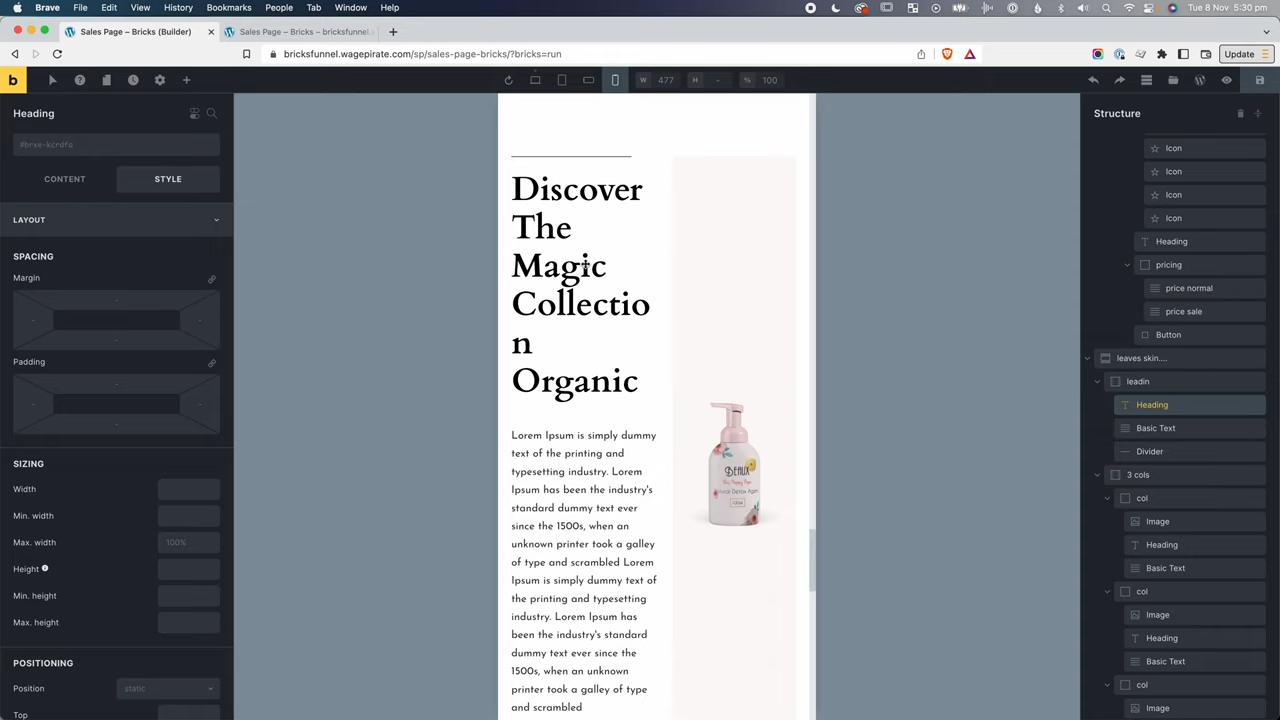 Brave File Edit View History Bookmarks People Tab Window Help
Tue 8 Nov 5:30 pm
Sales Page – Bricks (Builder)
Sales Page – Bricks – bricksfunnel.
bricksfunnel.wagepirate.com/sp/sales-page-bricks/?bricks=run
Update
b
W 477 H - % 100
Heading
#brxe-kcrdfo
CONTENT STYLE
LAYOUT
SPACING
Margin
Padding
SIZING
Width
Min. width
Max. width 100%
Height
Min. height
Max. height
POSITIONING
Position static
Top
Discover
The
Magic
Collectio
n
Organic
Lorem Ipsum is simply dummy
text of the printing and
typesetting industry. Lorem
Ipsum has been the industry's
standard dummy text ever
since the 1500s, when an
unknown printer took a galley
of type and scrambled Lorem
Ipsum is simply dummy text of
the printing and typesetting
industry. Lorem Ipsum has
been the industry's standard
dummy text ever since the
1500s, when an unknown
printer took a galley of type
and scrambled
BEAUX
Structure
Icon
Icon
Icon
Icon
Heading
pricing
price normal
price sale
Button
leaves skin....
leadin
Heading
Basic Text
Divider
3 cols
col
Image
Heading
Basic Text
col
Image
Heading
Basic Text
col
Image